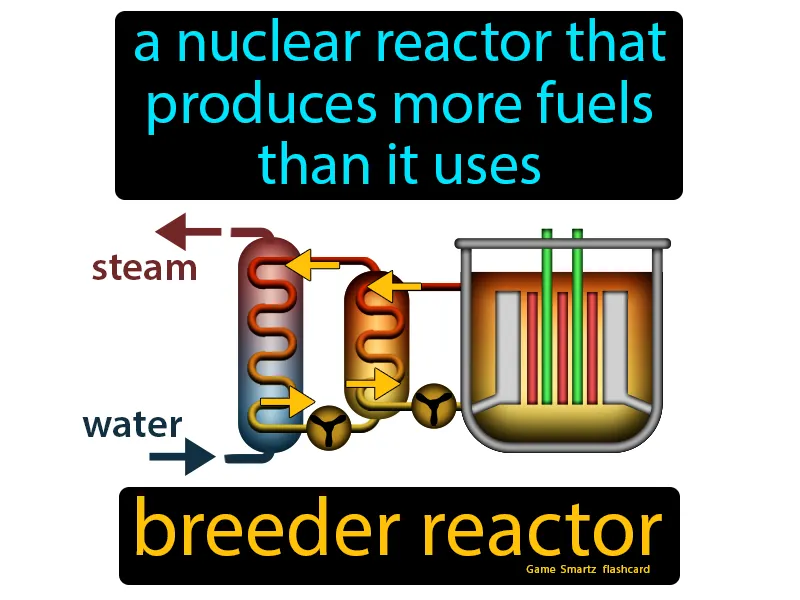 a nuclear reactor that
produces more fuels
than it uses
steam
water
breeder reactor
Game Smartz flashcard